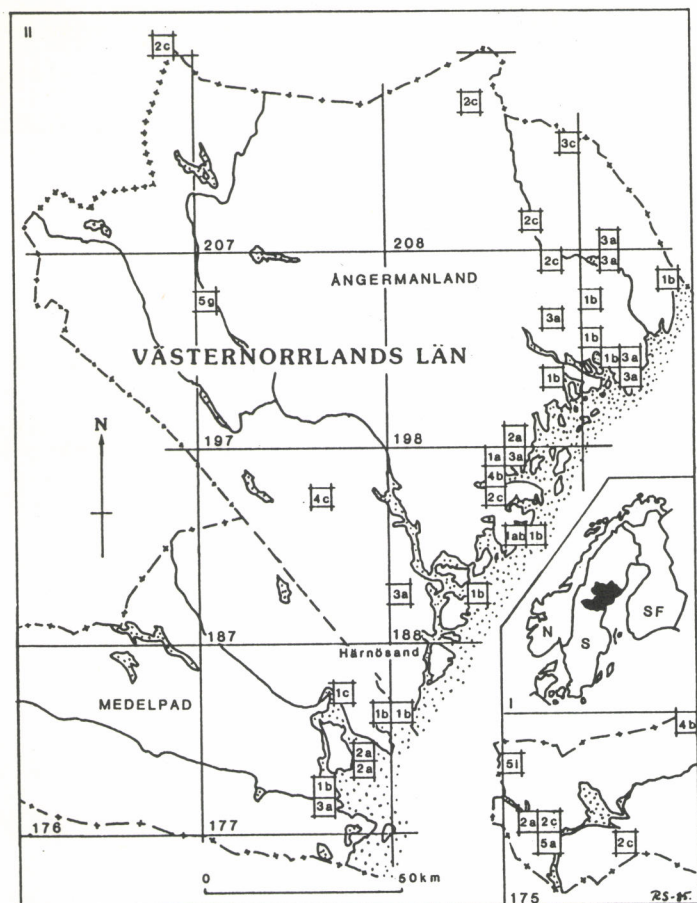 II
2c
2c
3c
2c
207
208
2c
3a
3a
ÅNGERMANLAND
1b
5g
1b
3a
1b
VÄSTERNORRLANDS LÄN
1b
3a
1b
3a
N
197
198
2a
1a
3a
4b
4c
2c
1ab
1b
3a
1b
N
S
SF
187
188
Härnösand
I
MEDELPAD
1c
1b
1b
4b
2a
2a
5i
1b
3a
2a
2c
5a
2c
176
177
0
50km
175
RS-85.